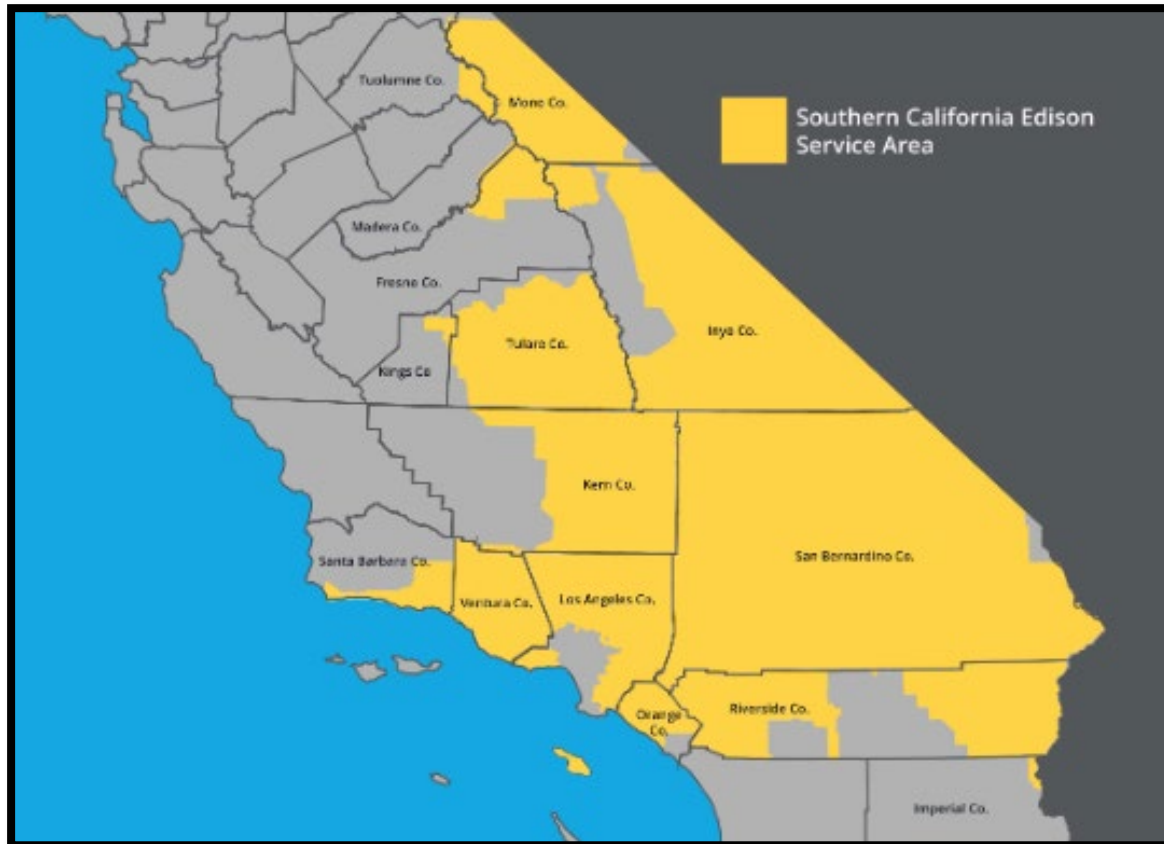 Tuolumne Co.
Mono Co.
Southern California Edison
Service Area
Madera Co.
Fresno Co.
Inyo Co.
Tulare Co.
Kings Co
Kern Co.
San Bernardino Co.
Santa Barbara Co.
Ventura Co.
Los Angeles Co.
Riverside Co.
Orange
Co.
Imperial Co.